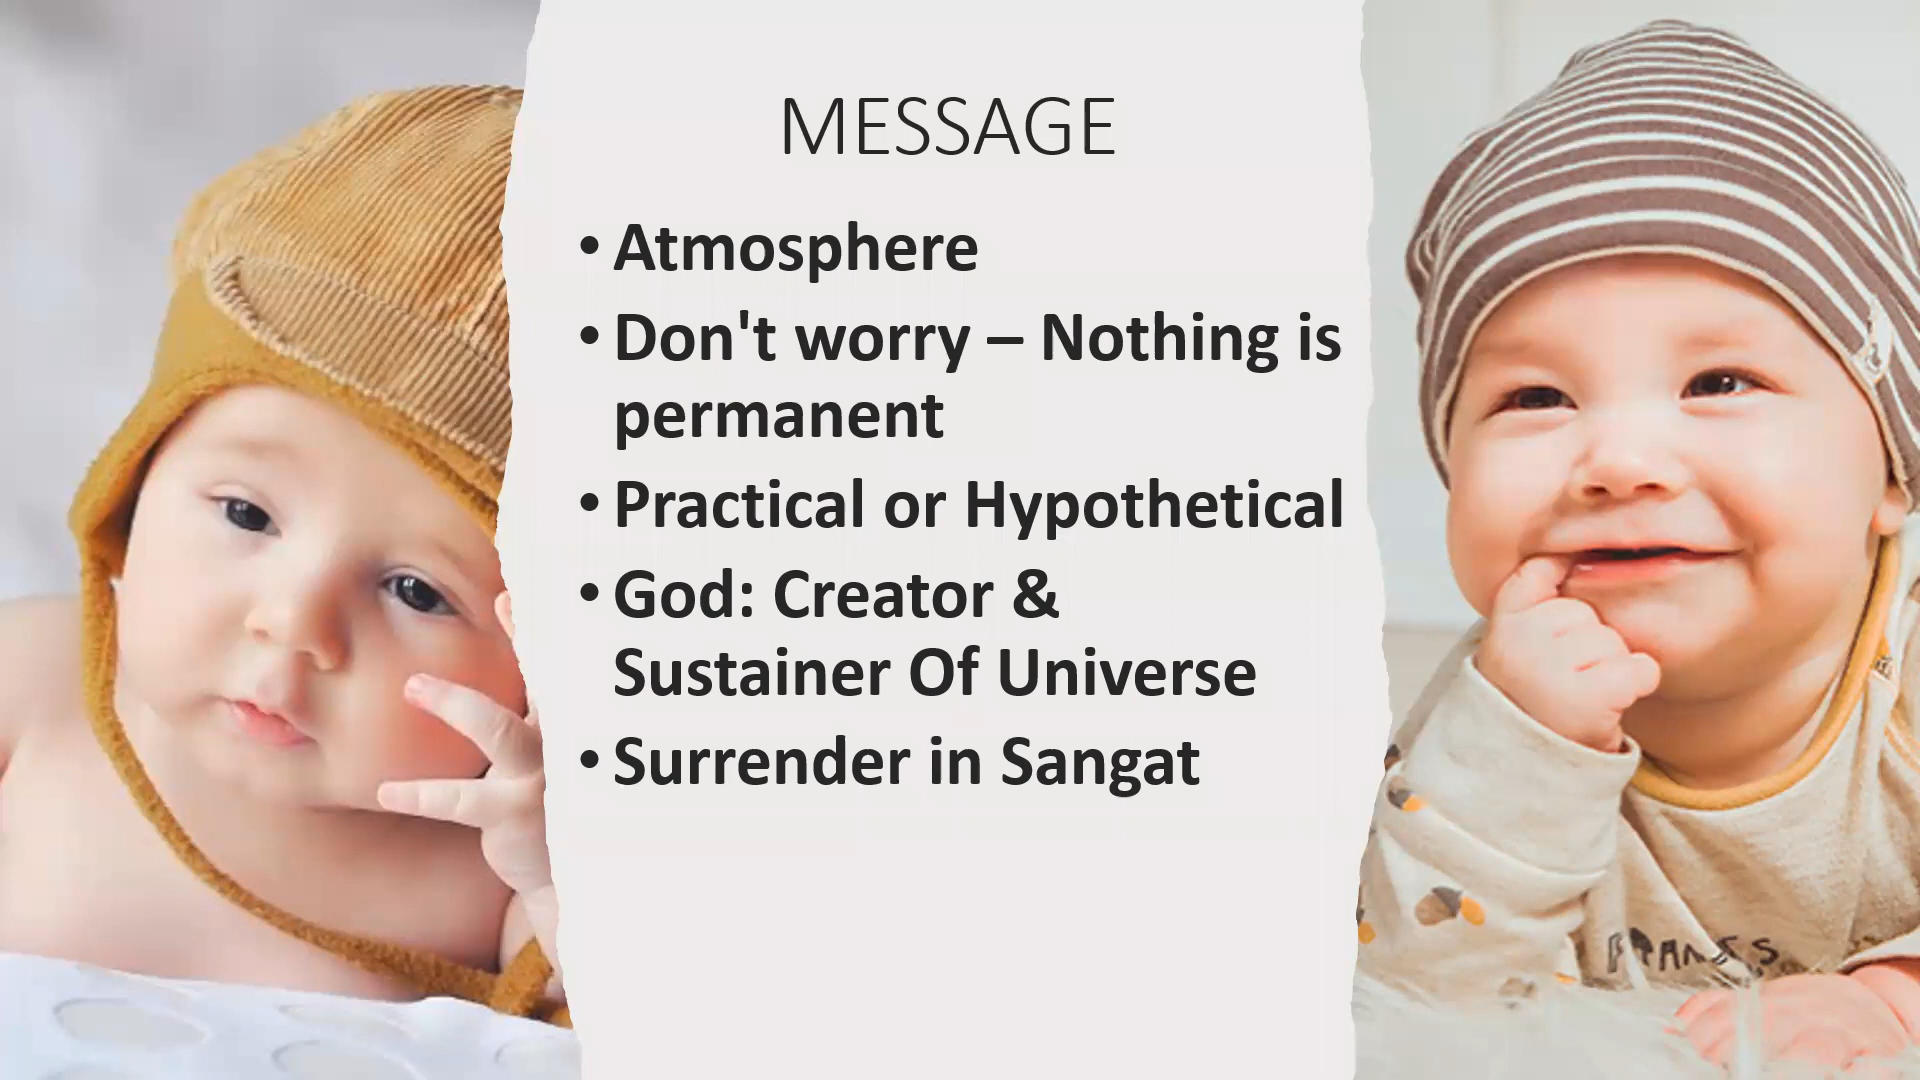 MESSAGE
• Atmosphere
• Don't worry – Nothing is
permanent
• Practical or Hypothetical
• God: Creator &
Sustainer Of Universe
• Surrender in Sangat